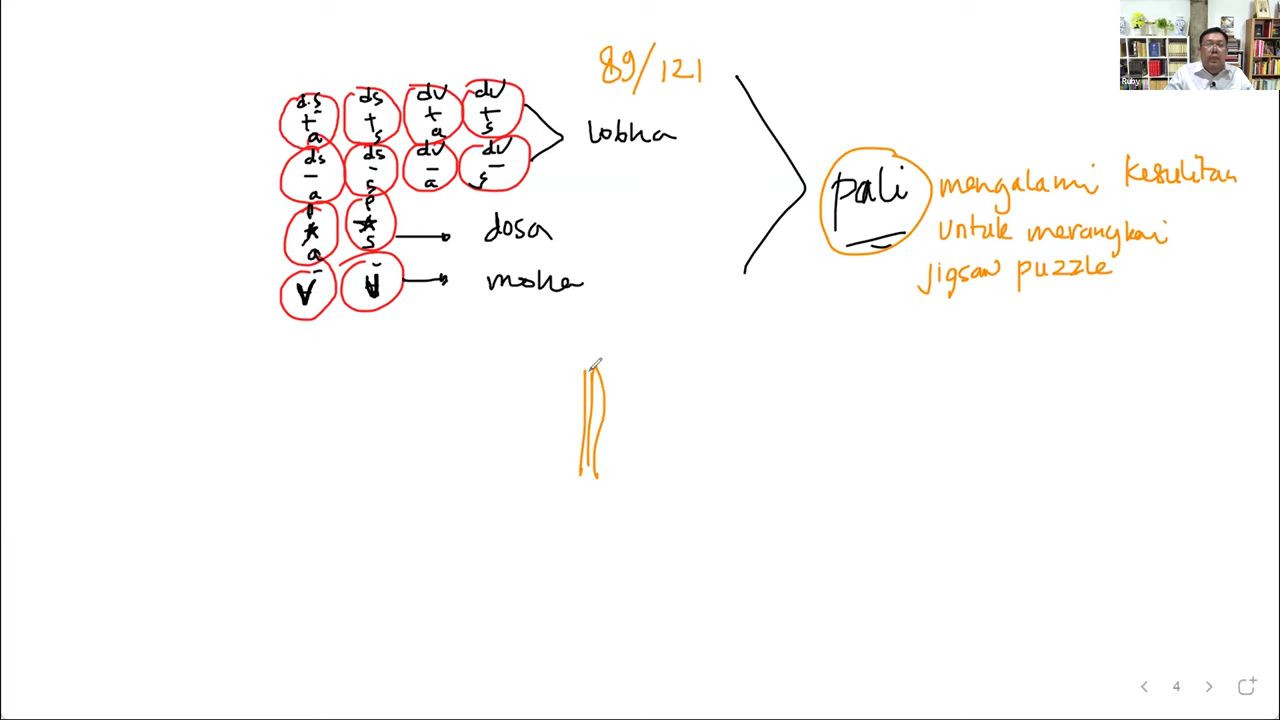 89/121
ds ds dv dv
+ + + +
a s a s
lobha
ds ds dv dv
- - - -
a s a s
p p
a s
dosa
moha
pali
mengalami kesulitan
untuk merangkai
jigsaw puzzle
Ruby
4